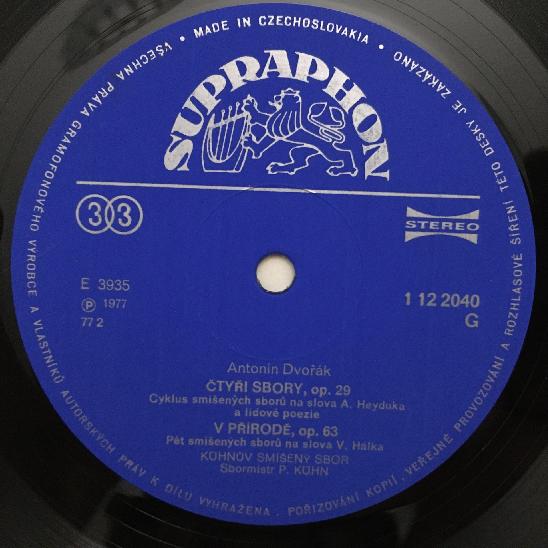 VŠECHNA PRÁVA GRAMOFONOVÉHO VÝROBCE A VLASTNÍKŮ AUTORSKÝCH PRÁV K DÍLU VYHRAŽENA. POŘIZOVÁNÍ KOPIÍ, VEŘEJNÉ PROVOZOVÁNÍ A ROZHLASOVÉ ŠÍŘENÍ TÉTO DESKY JE ZAKÁZÁNO • MADE IN CZECHOSLOVAKIA •
SUPRAPHON
33
STEREO
E 3935
Ⓟ 1977
77 2
1 12 2040
G
Antonín Dvořák
ČTYŘI SBORY, op. 29
Cyklus smíšených sborů na slova A. Heyduka
a lidové poezie
V PŘÍRODĚ, op. 63
Pět smíšených sborů na slova V. Hálka
KÜHNŮV SMÍŠENÝ SBOR
Sbormistr P. KÜHN